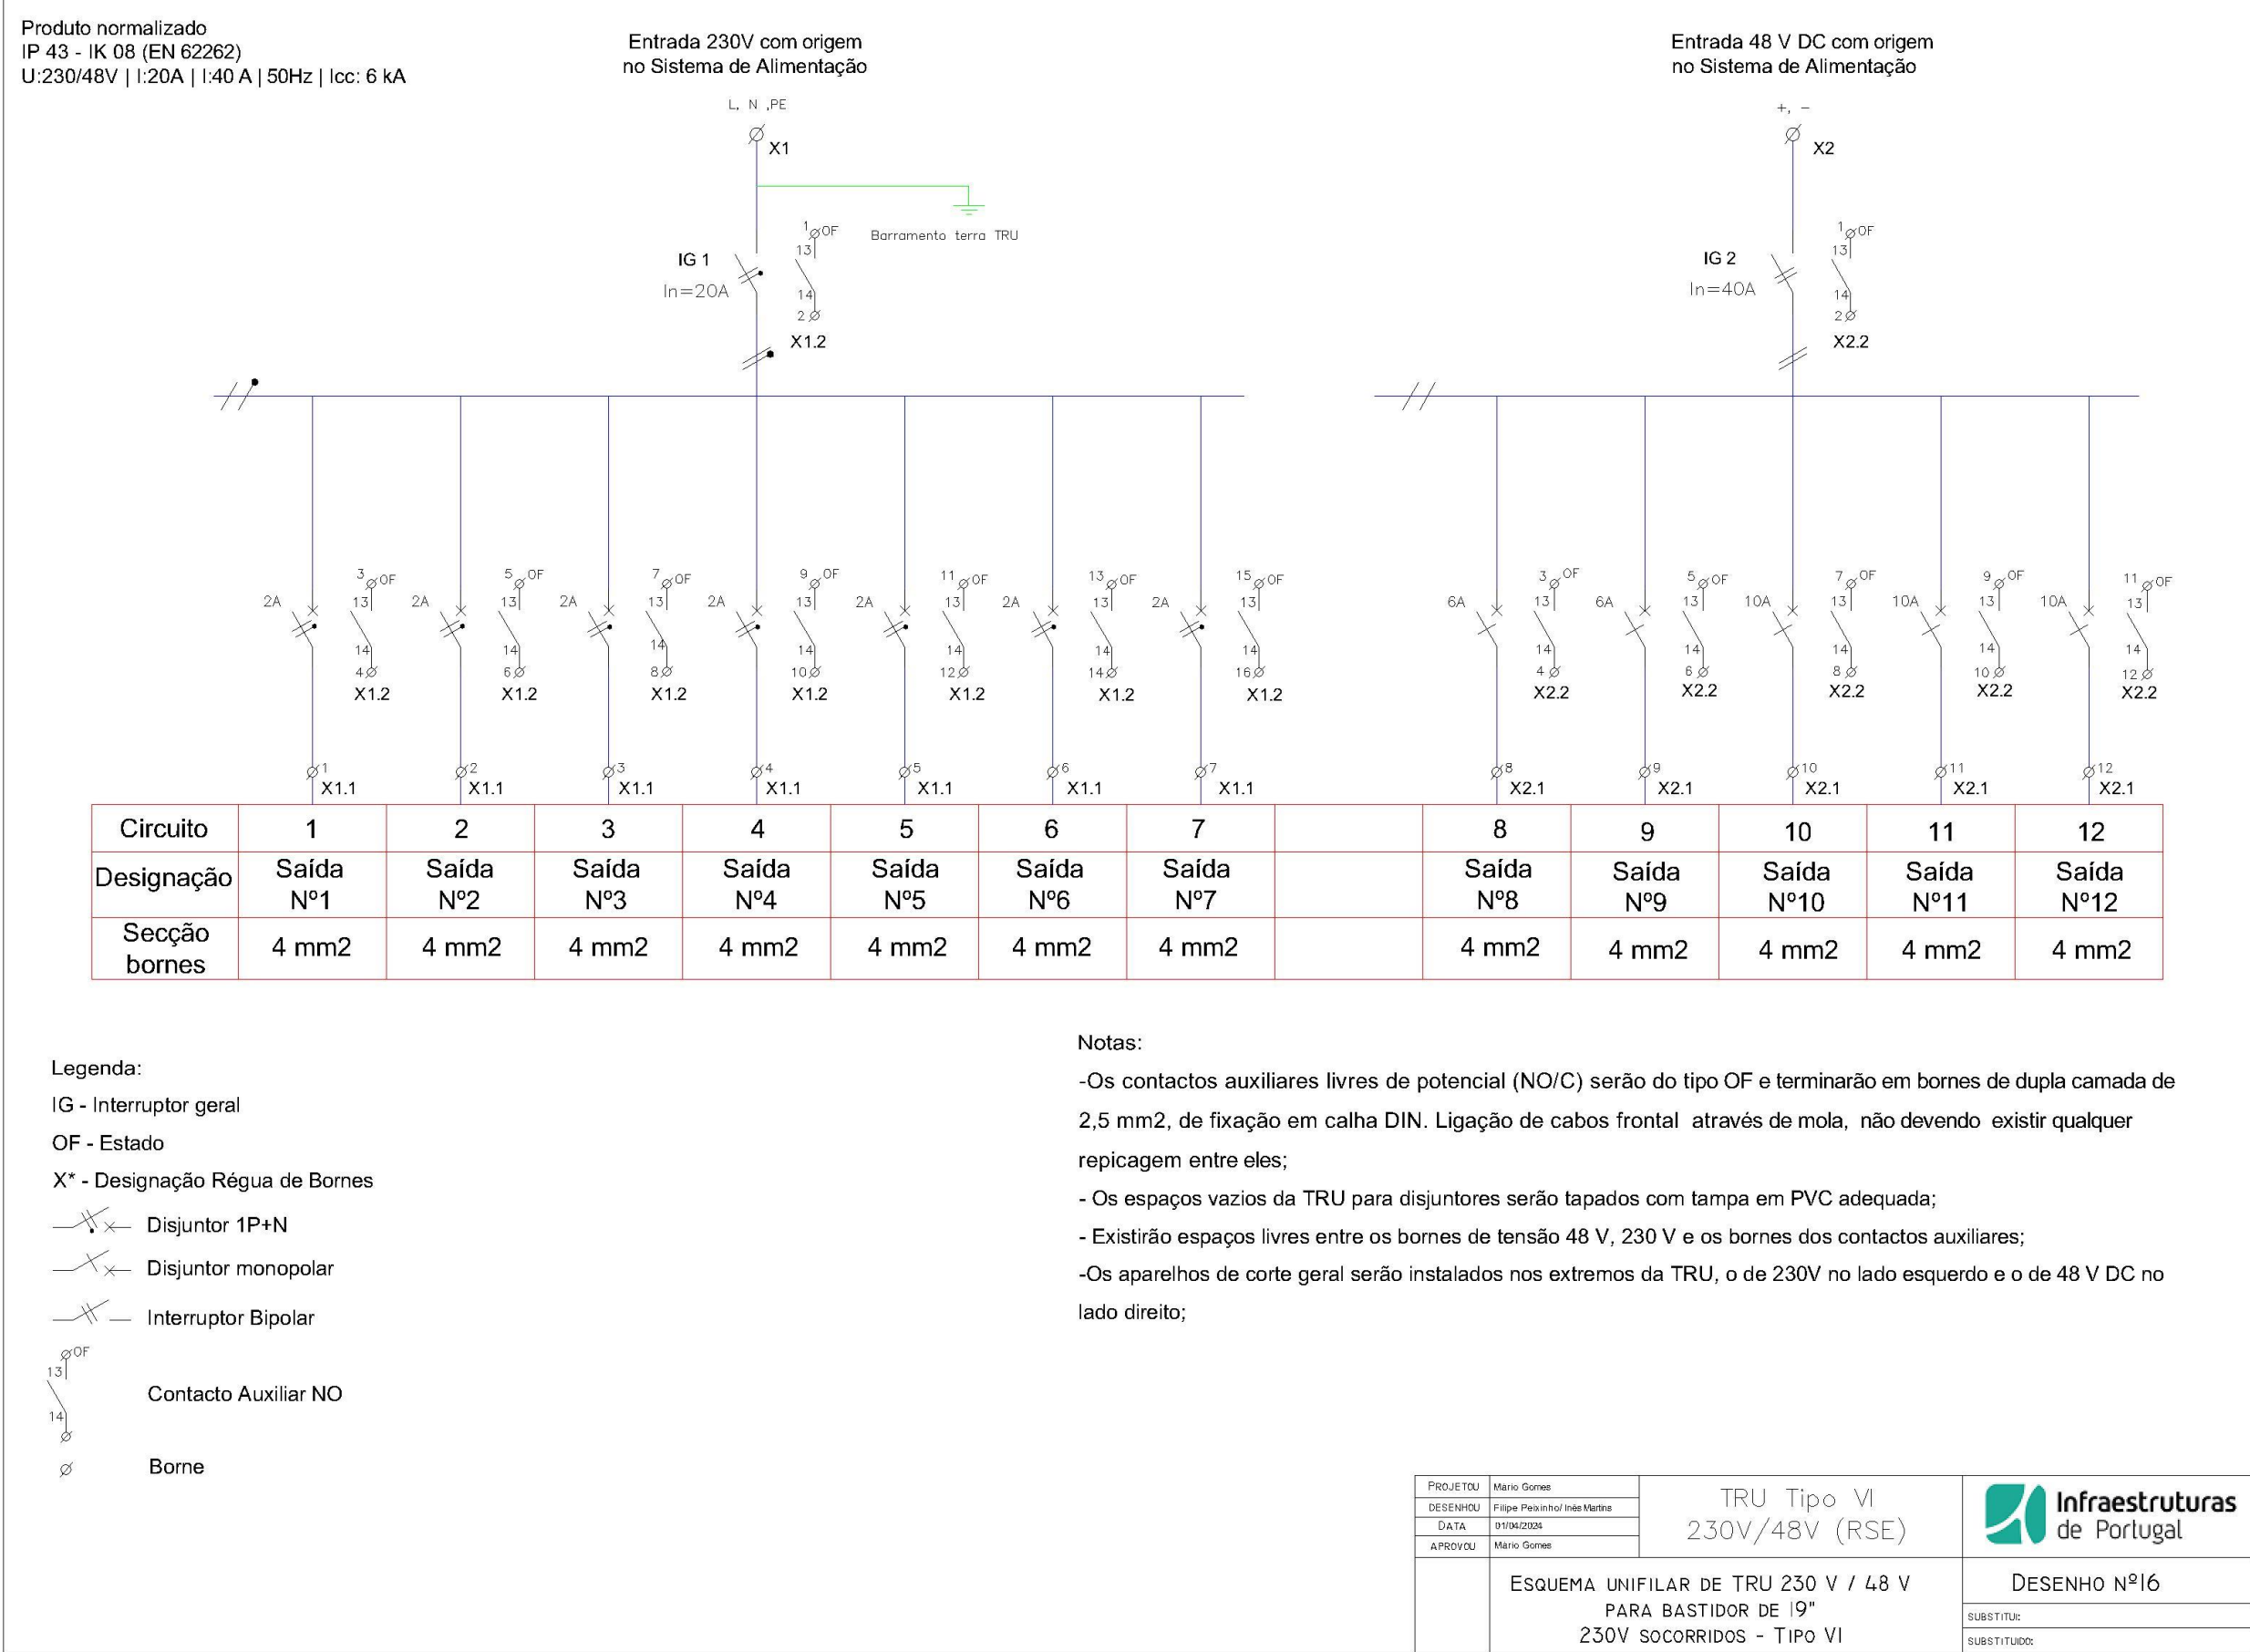 Produto normalizado
IP 43 - IK 08 (EN 62262)
U:230/48V | I:20A | I:40 A | 50Hz | Icc: 6 kA
Entrada 230V com origem
no Sistema de Alimentação
L, N ,PE
X1
Barramento terra TRU
IG 1
In=20A
1 OF
13
14
2
X1.2
Entrada 48 V DC com origem
no Sistema de Alimentação
+, −
X2
IG 2
In=40A
1 OF
13
14
2
X2.2
2A 3 OF 2A 5 OF 2A 7 OF 2A 9 OF 2A 11 OF 2A 13 OF 2A 15 OF 6A 3 OF 6A 5 OF 10A 7 OF 10A 9 OF 10A 11 OF
13 13 13 13 13 13 13 13 13 13 13 13
14 14 14 14 14 14 14 14 14 14 14 14
4 6 8 10 12 14 16 4 6 8 10 12
X1.2 X1.2 X1.2 X1.2 X1.2 X1.2 X1.2 X2.2 X2.2 X2.2 X2.2 X2.2
1 2 3 4 5 6 7 8 9 10 11 12
X1.1 X1.1 X1.1 X1.1 X1.1 X1.1 X1.1 X2.1 X2.1 X2.1 X2.1 X2.1
Circuito 1 2 3 4 5 6 7 8 9 10 11 12
Designação Saída Saída Saída Saída Saída Saída Saída Saída Saída Saída Saída Saída
Nº1 Nº2 Nº3 Nº4 Nº5 Nº6 Nº7 Nº8 Nº9 Nº10 Nº11 Nº12
Secção
bornes 4 mm2 4 mm2 4 mm2 4 mm2 4 mm2 4 mm2 4 mm2 4 mm2 4 mm2 4 mm2 4 mm2 4 mm2
Legenda:
IG - Interruptor geral
OF - Estado
X* - Designação Régua de Bornes
Disjuntor 1P+N
Disjuntor monopolar
Interruptor Bipolar
OF
13
14
Contacto Auxiliar NO
Borne
Notas:
-Os contactos auxiliares livres de potencial (NO/C) serão do tipo OF e terminarão em bornes de dupla camada de
2,5 mm2, de fixação em calha DIN. Ligação de cabos frontal através de mola, não devendo existir qualquer
repicagem entre eles;
- Os espaços vazios da TRU para disjuntores serão tapados com tampa em PVC adequada;
- Existirão espaços livres entre os bornes de tensão 48 V, 230 V e os bornes dos contactos auxiliares;
-Os aparelhos de corte geral serão instalados nos extremos da TRU, o de 230V no lado esquerdo e o de 48 V DC no
lado direito;
PROJETOU Mário Gomes
DESENHOU Filipe Peixinho/ Inês Martins
DATA 01/04/2024
APROVOU Mário Gomes
TRU Tipo VI
230V/48V (RSE)
Infraestruturas
de Portugal
ESQUEMA UNIFILAR DE TRU 230 V / 48 V
PARA BASTIDOR DE 19"
230V SOCORRIDOS - TIPO VI
DESENHO Nº16
SUBSTITUI:
SUBSTITUIDO: